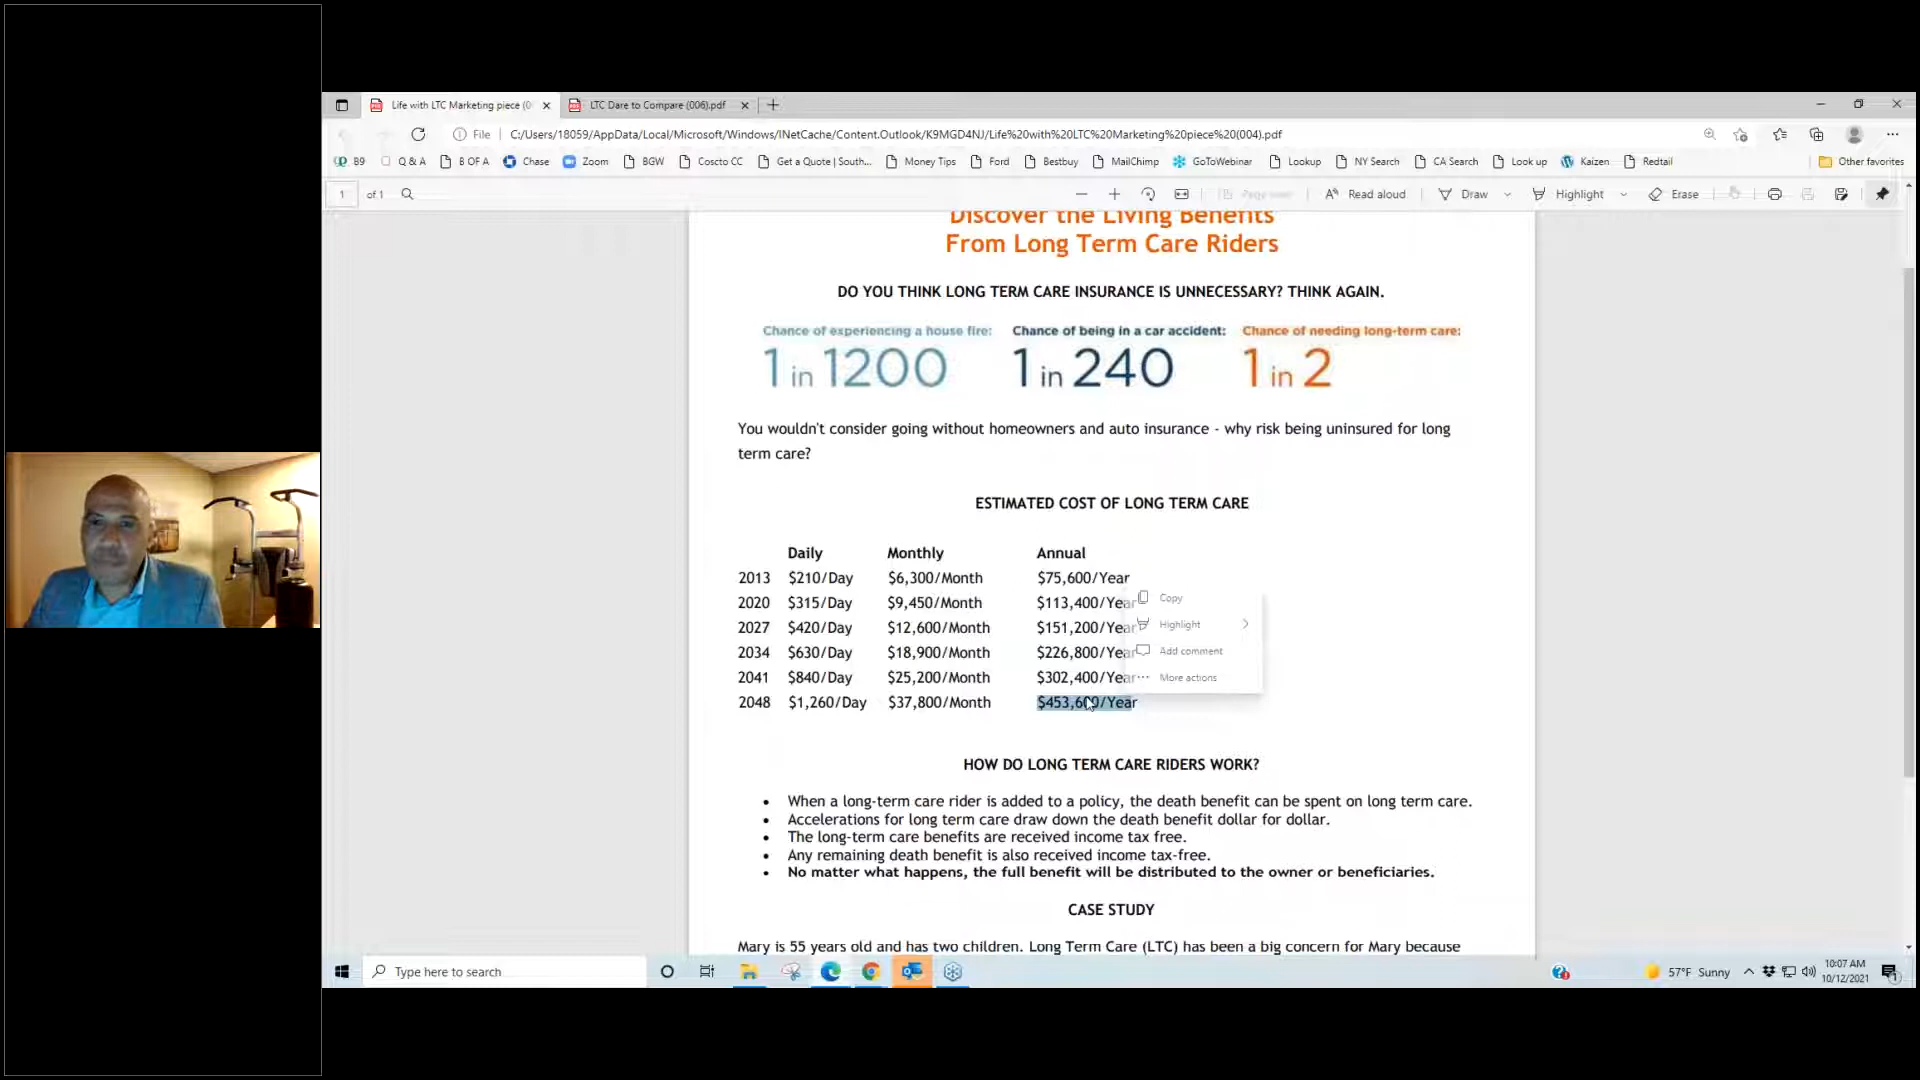 Life with LTC Marketing piece (0
LTC Dare to Compare (006).pdf
File
C:/Users/18059/AppData/Local/Microsoft/Windows/INetCache/Content.Outlook/K9MGD4NJ/Life%20with%20LTC%20Marketing%20piece%20(004).pdf
B9 Q & A B OF A Chase Zoom BGW Coscto CC Get a Quote | South... Money Tips Ford Bestbuy MailChimp GoToWebinar Lookup NY Search CA Search Look up Kaizen Redtail Other favorites
1 of 1 Page view Read aloud Draw Highlight Erase
Discover the Living Benefits
From Long Term Care Riders
DO YOU THINK LONG TERM CARE INSURANCE IS UNNECESSARY? THINK AGAIN.
Chance of experiencing a house fire: Chance of being in a car accident: Chance of needing long-term care:
1 in 1200 1 in 240 1 in 2
You wouldn't consider going without homeowners and auto insurance - why risk being uninsured for long
term care?
ESTIMATED COST OF LONG TERM CARE
Daily Monthly Annual
2013 $210/Day $6,300/Month $75,600/Year
2020 $315/Day $9,450/Month $113,400/Year
2027 $420/Day $12,600/Month $151,200/Year
2034 $630/Day $18,900/Month $226,800/Year
2041 $840/Day $25,200/Month $302,400/Year
2048 $1,260/Day $37,800/Month $453,600/Year
Copy
Highlight
Add comment
More actions
HOW DO LONG TERM CARE RIDERS WORK?
• When a long-term care rider is added to a policy, the death benefit can be spent on long term care.
• Accelerations for long term care draw down the death benefit dollar for dollar.
• The long-term care benefits are received income tax free.
• Any remaining death benefit is also received income tax-free.
• No matter what happens, the full benefit will be distributed to the owner or beneficiaries.
CASE STUDY
Mary is 55 years old and has two children. Long Term Care (LTC) has been a big concern for Mary because
Type here to search
57°F Sunny
10:07 AM
10/12/2021